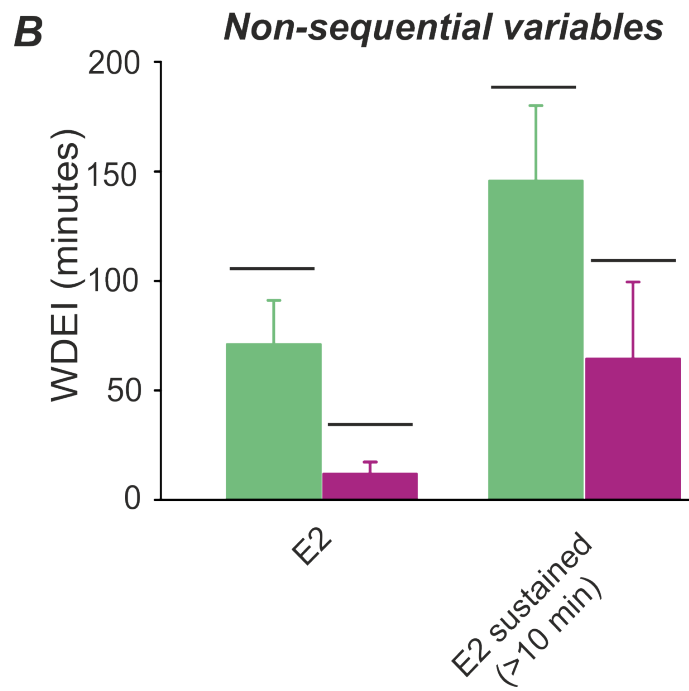 B
Non-sequential variables
WDEI (minutes)
200
150
100
50
0
E2
E2 sustained
(>10 min)